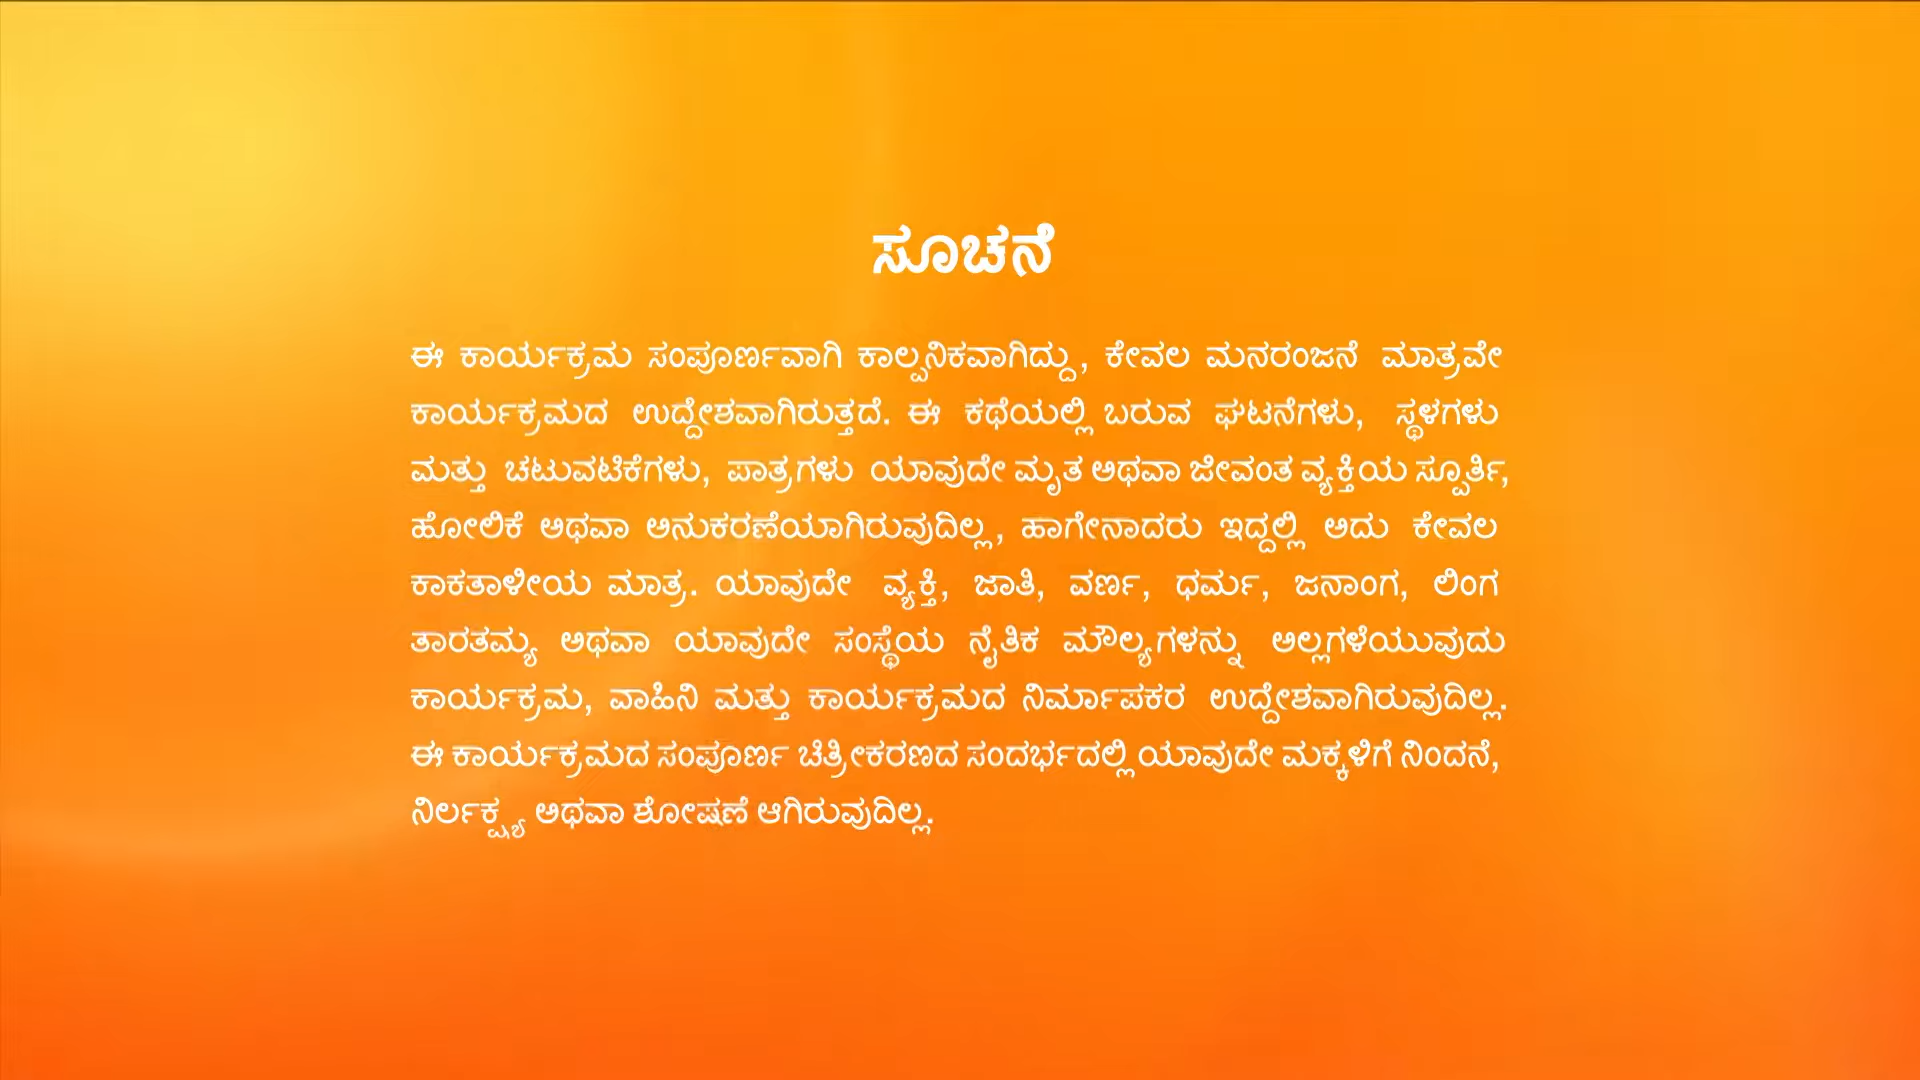 ಸೂಚನೆ
ಈ ಕಾರ್ಯಕ್ರಮ ಸಂಪೂರ್ಣವಾಗಿ ಕಾಲ್ಪನಿಕವಾಗಿದ್ದು, ಕೇವಲ ಮನರಂಜನೆ ಮಾತ್ರವೇ
ಕಾರ್ಯಕ್ರಮದ ಉದ್ದೇಶವಾಗಿರುತ್ತದೆ. ಈ ಕಥೆಯಲ್ಲಿ ಬರುವ ಘಟನೆಗಳು, ಸ್ಥಳಗಳು
ಮತ್ತು ಚಟುವಟಿಕೆಗಳು, ಪಾತ್ರಗಳು ಯಾವುದೇ ಮೃತ ಅಥವಾ ಜೀವಂತ ವ್ಯಕ್ತಿಯ ಸ್ಪೂರ್ತಿ,
ಹೋಲಿಕೆ ಅಥವಾ ಅನುಕರಣೆಯಾಗಿರುವುದಿಲ್ಲ, ಹಾಗೇನಾದರು ಇದ್ದಲ್ಲಿ ಅದು ಕೇವಲ
ಕಾಕತಾಳೀಯ ಮಾತ್ರ. ಯಾವುದೇ ವ್ಯಕ್ತಿ, ಜಾತಿ, ವರ್ಣ, ಧರ್ಮ, ಜನಾಂಗ, ಲಿಂಗ
ತಾರತಮ್ಯ ಅಥವಾ ಯಾವುದೇ ಸಂಸ್ಥೆಯ ನೈತಿಕ ಮೌಲ್ಯಗಳನ್ನು ಅಲ್ಲಗಳೆಯುವುದು
ಕಾರ್ಯಕ್ರಮ, ವಾಹಿನಿ ಮತ್ತು ಕಾರ್ಯಕ್ರಮದ ನಿರ್ಮಾಪಕರ ಉದ್ದೇಶವಾಗಿರುವುದಿಲ್ಲ.
ಈ ಕಾರ್ಯಕ್ರಮದ ಸಂಪೂರ್ಣ ಚಿತ್ರೀಕರಣದ ಸಂದರ್ಭದಲ್ಲಿ ಯಾವುದೇ ಮಕ್ಕಳಿಗೆ ನಿಂದನೆ,
ನಿರ್ಲಕ್ಷ್ಯ ಅಥವಾ ಶೋಷಣೆ ಆಗಿರುವುದಿಲ್ಲ.